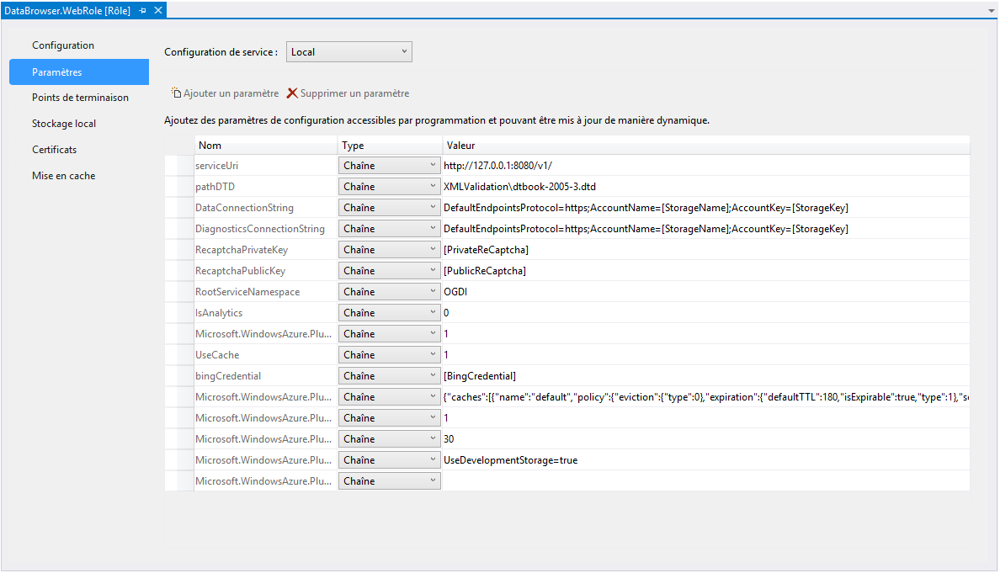 DataBrowser.WebRole [Rôle]
Configuration
Paramètres
Points de terminaison
Stockage local
Certificats
Mise en cache
Configuration de service : Local
Ajouter un paramètre Supprimer un paramètre
Ajoutez des paramètres de configuration accessibles par programmation et pouvant être mis à jour de manière dynamique.
Nom Type Valeur
serviceUri Chaîne http://127.0.0.1:8080/v1/
pathDTD Chaîne XMLValidation\dtbook-2005-3.dtd
DataConnectionString Chaîne DefaultEndpointsProtocol=https;AccountName=[StorageName];AccountKey=[StorageKey]
DiagnosticsConnectionString Chaîne DefaultEndpointsProtocol=https;AccountName=[StorageName];AccountKey=[StorageKey]
RecaptchaPrivateKey Chaîne [PrivateReCaptcha]
RecaptchaPublicKey Chaîne [PublicReCaptcha]
RootServiceNamespace Chaîne OGDI
IsAnalytics Chaîne 0
Microsoft.WindowsAzure.Plu... Chaîne 1
UseCache Chaîne 1
bingCredential Chaîne [BingCredential]
Microsoft.WindowsAzure.Plu... Chaîne {"caches":[{"name":"default","policy":{"eviction":{"type":0},"expiration":{"defaultTTL":180,"isExpirable":true,"type":1},"se
Microsoft.WindowsAzure.Plu... Chaîne 1
Microsoft.WindowsAzure.Plu... Chaîne 30
Microsoft.WindowsAzure.Plu... Chaîne UseDevelopmentStorage=true
Microsoft.WindowsAzure.Plu... Chaîne